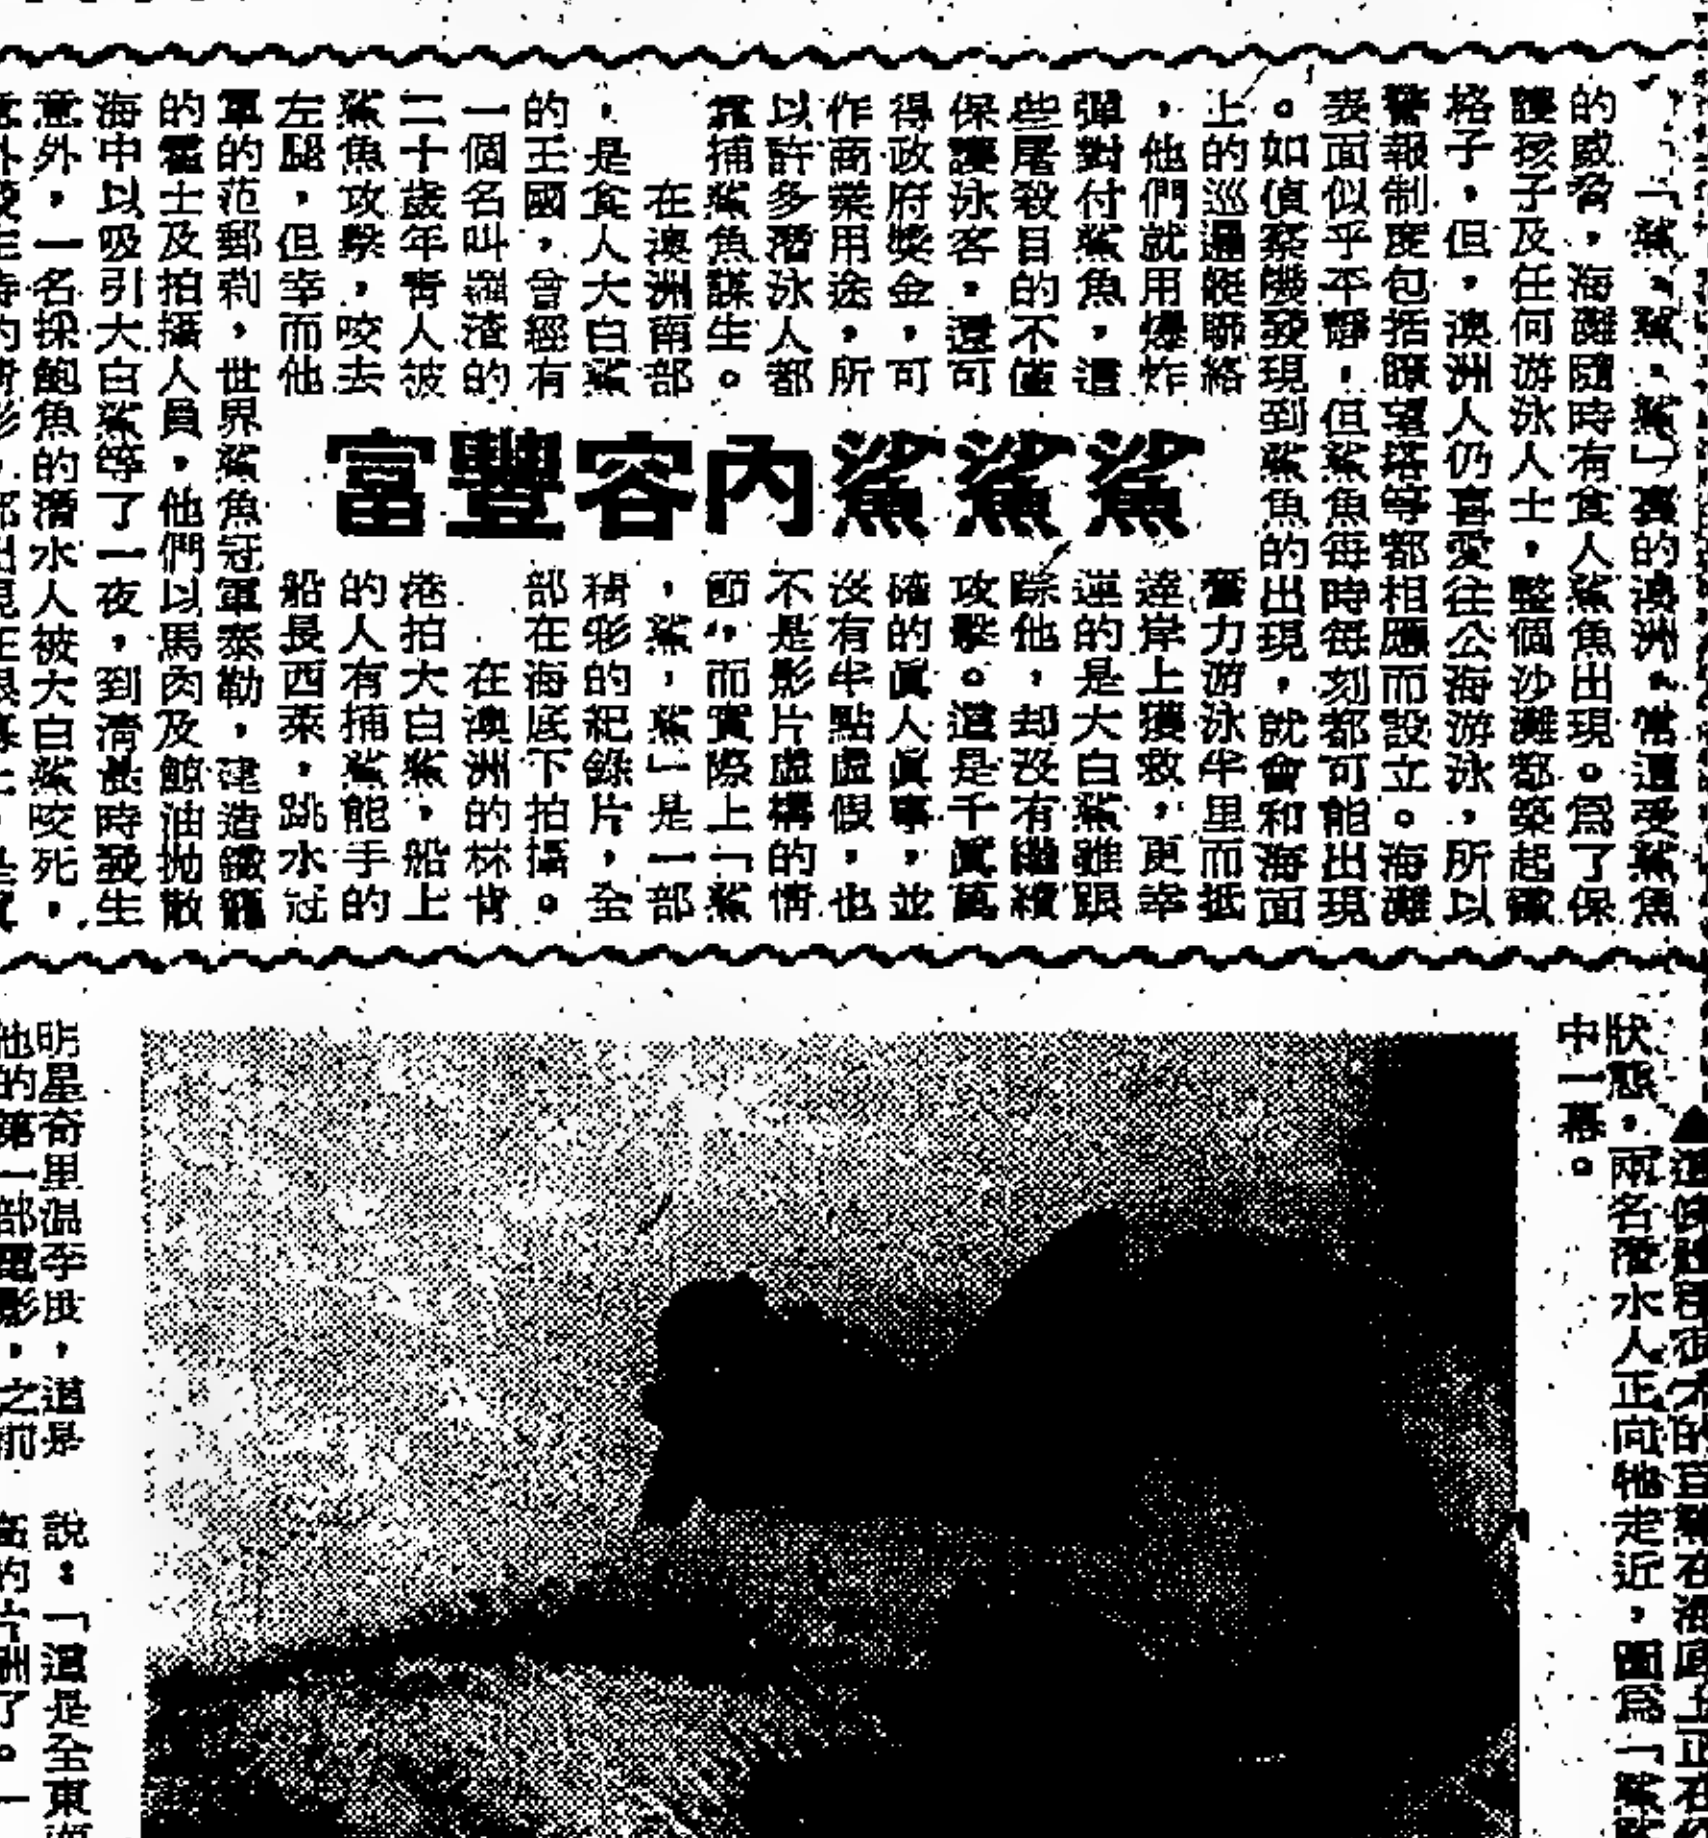 鯊鯊鯊內容豐富
「鯊，鯊，鯊」裏的澳洲，常遭受鯊魚
的威脅，海灘隨時有食人鯊魚出現。爲了保
護孩子及任何游泳人士，整個沙灘都築起鐵
格子，但，澳洲人仍喜愛往公海游泳，所以
警報制度包括瞭望塔等都相應而設立。海灘
表面似乎平靜，但鯊魚每時每刻都可能出現
。如偵察機發現到鯊魚的出現，就會和海面
上的巡邏艇聯絡
，他們就用爆炸
彈對付鯊魚，這
些屠殺目的不僅
保護泳客，還可
得政府獎金，可
作商業用途，所
以許多潛泳人都
靠捕鯊魚謀生。
在澳洲南部
，是食人大白鯊
的王國，曾經有
一個名叫羅渣的
二十歲年青人被
鯊魚攻擊，咬去
左腿，但幸而他
奮力游泳半里而抵
達岸上獲救，更幸
運的是大白鯊雖跟
踪他，却沒有繼續
攻擊。這是千眞萬
確的眞人眞事，並
沒有半點虛假，也
不是影片虛構的情
節，而實際上「鯊
，鯊，鯊」是一部
精彩的紀錄片，全
部在海底下拍攝。
在澳洲的林肯
港拍大白鯊，船上
的人有捕鯊能手的
船長西萊，跳水冠
軍的范郵剃，世界鯊魚冠軍泰勒，建造鐵籠
的霍士及拍攝人員，他們以馬肉及鯨油拋散
海中以吸引大白鯊等了一夜，到清晨時發生
意外，一名採鮑魚的潛水人被大白鯊咬死，
狀態，兩名潛水人正向牠走近，圖爲「鯊
中一幕。
明星奇里温李度，這是
他的第一部電影，之前
說：「這是全東